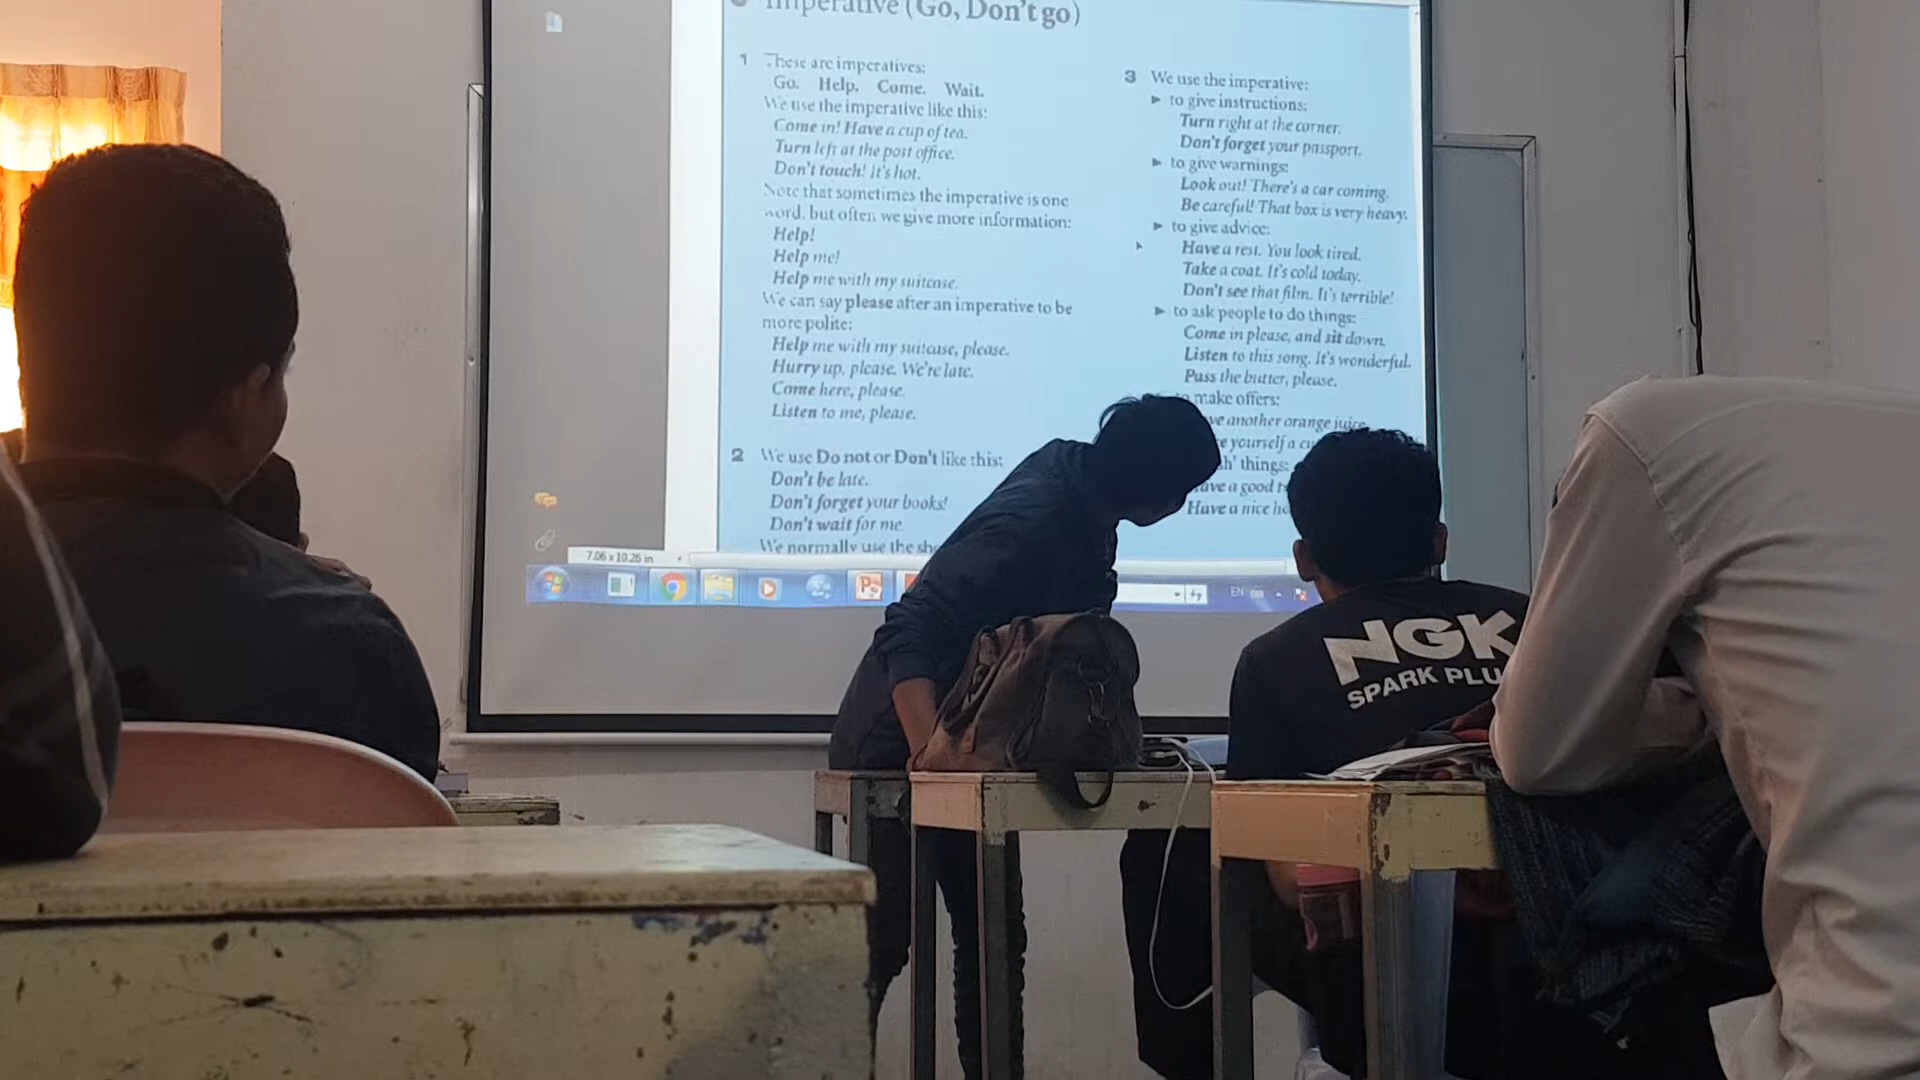 Imperative (Go, Don't go)
1 These are imperatives:
Go. Help. Come. Wait.
We use the imperative like this:
Come in! Have a cup of tea.
Turn left at the post office.
Don't touch! It's hot.
Note that sometimes the imperative is one
word, but often we give more information:
Help!
Help me!
Help me with my suitcase.
We can say please after an imperative to be
more polite:
Help me with my suitcase, please.
Hurry up, please. We're late.
Come here, please.
Listen to me, please.
2 We use Do not or Don't like this:
Don't be late.
Don't forget your books!
Don't wait for me.
We normally use the
3 We use the imperative:
► to give instructions:
Turn right at the corner.
Don't forget your passport.
► to give warnings:
Look out! There's a car coming.
Be careful! That box is very heavy.
► to give advice:
Have a rest. You look tired.
Take a coat. It's cold today.
Don't see that film. It's terrible!
► to ask people to do things:
Come in please, and sit down.
Listen to this song. It's wonderful.
Pass the butter, please.
make offers:
another orange juice
yourself a
things:
a good
Have a nice
7.06 x 10.26 in
EN
NGK
SPARK PLU